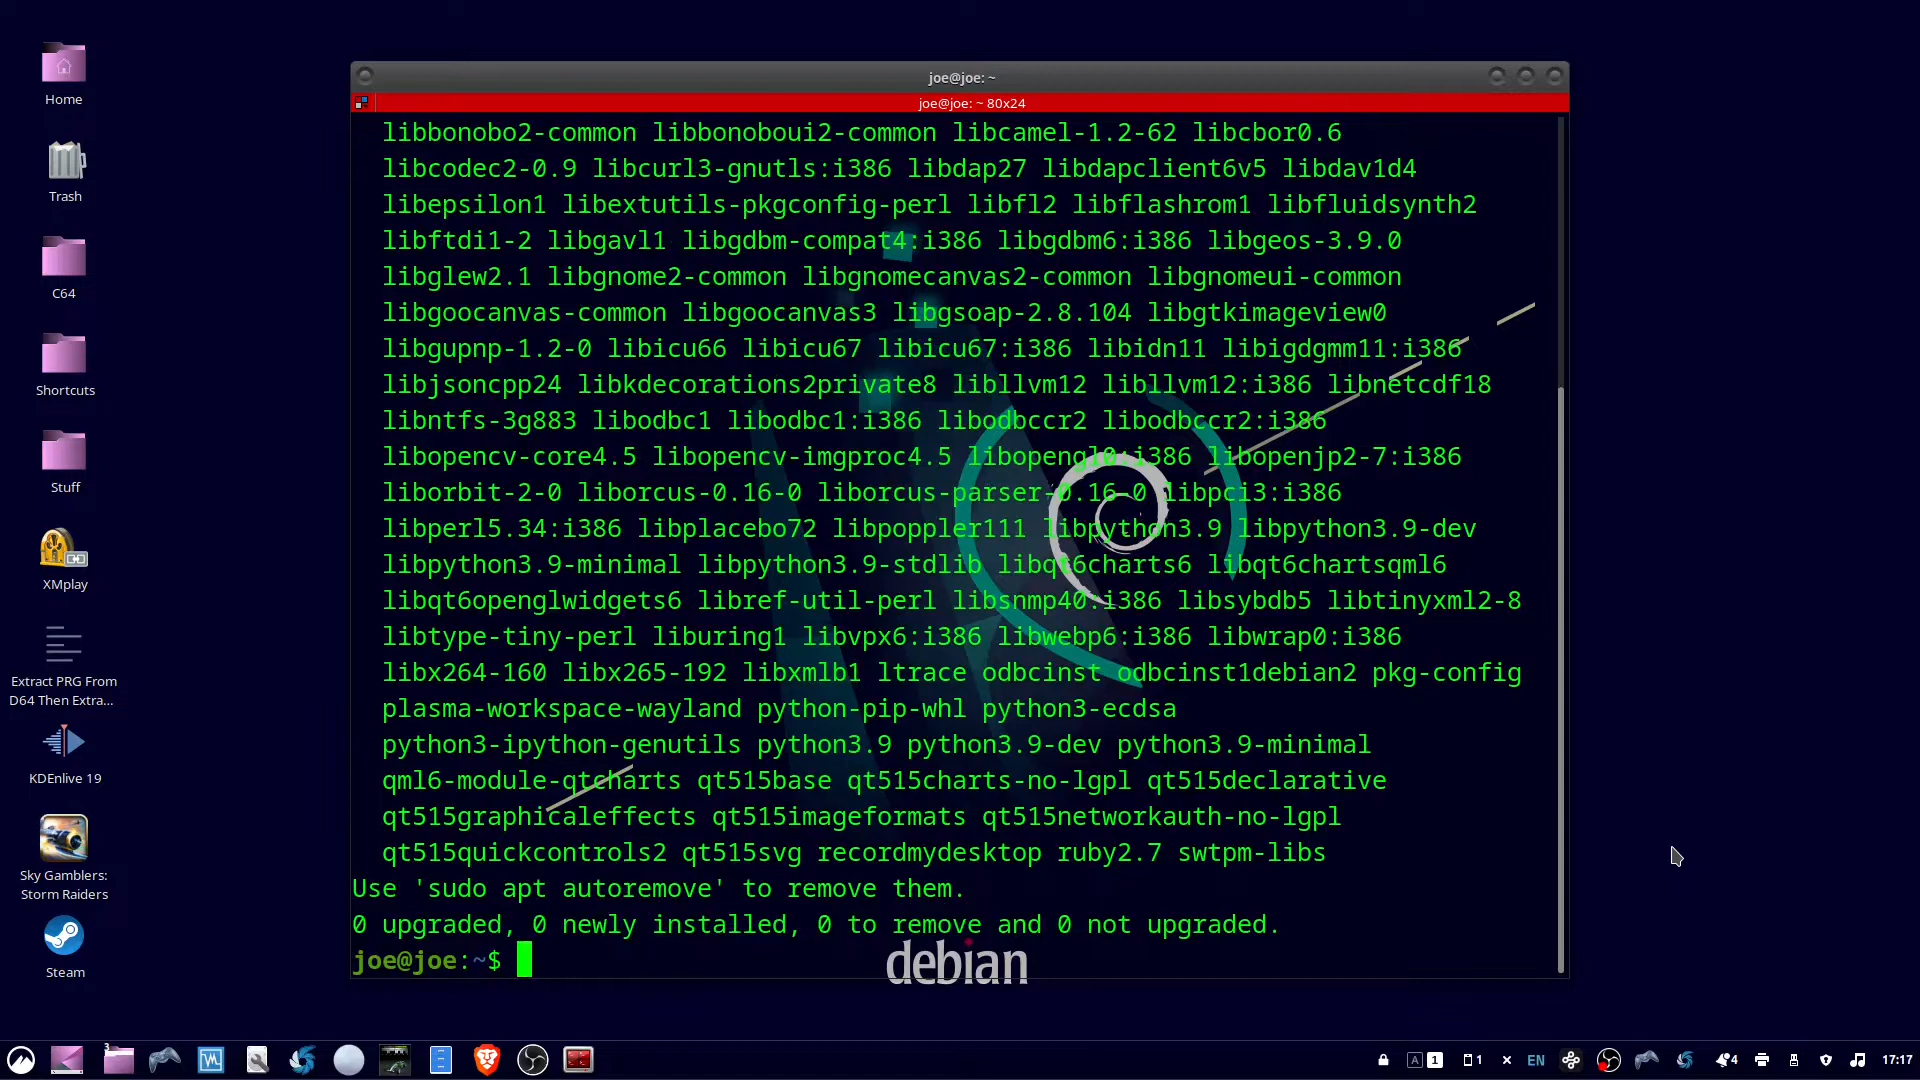 joe@joe: ~
joe@joe: ~ 80x24
libbonobo2-common libbonoboui2-common libcamel-1.2-62 libcbor0.6
libcodec2-0.9 libcurl3-gnutls:i386 libdap27 libdapclient6v5 libdav1d4
libepsilon1 libextutils-pkgconfig-perl libfl2 libflashrom1 libfluidsynth2
libftdi1-2 libgavl1 libgdbm-compat4:i386 libgdbm6:i386 libgeos-3.9.0
libglew2.1 libgnome2-common libgnomecanvas2-common libgnomeui-common
libgoocanvas-common libgoocanvas3 libgsoap-2.8.104 libgtkimageview0
libgupnp-1.2-0 libicu66 libicu67 libicu67:i386 libidn11 libigdgmm11:i386
libjsoncpp24 libkdecorations2private8 libllvm12 libllvm12:i386 libnetcdf18
libntfs-3g883 libodbc1 libodbc1:i386 libodbccr2 libodbccr2:i386
libopencv-core4.5 libopencv-imgproc4.5 libopengl0:i386 libopenjp2-7:i386
liborbit-2-0 liborcus-0.16-0 liborcus-parser-0.16-0 libpci3:i386
libperl5.34:i386 libplacebo72 libpoppler111 libpython3.9 libpython3.9-dev
libpython3.9-minimal libpython3.9-stdlib libqt6charts6 libqt6chartsqml6
libqt6openglwidgets6 libref-util-perl libsnmp40:i386 libsybdb5 libtinyxml2-8
libtype-tiny-perl liburing1 libvpx6:i386 libwebp6:i386 libwrap0:i386
libx264-160 libx265-192 libxmlb1 ltrace odbcinst odbcinst1debian2 pkg-config
plasma-workspace-wayland python-pip-whl python3-ecdsa
python3-ipython-genutils python3.9 python3.9-dev python3.9-minimal
qml6-module-qtcharts qt515base qt515charts-no-lgpl qt515declarative
qt515graphicaleffects qt515imageformats qt515networkauth-no-lgpl
qt515quickcontrols2 qt515svg recordmydesktop ruby2.7 swtpm-libs
Use 'sudo apt autoremove' to remove them.
0 upgraded, 0 newly installed, 0 to remove and 0 not upgraded.
joe@joe:~$
debian
Home
Trash
C64
Shortcuts
Stuff
XMplay
Extract PRG From
D64 Then Extra...
KDEnlive 19
Sky Gamblers:
Storm Raiders
Steam
3
A 1
1
EN
4
17:17